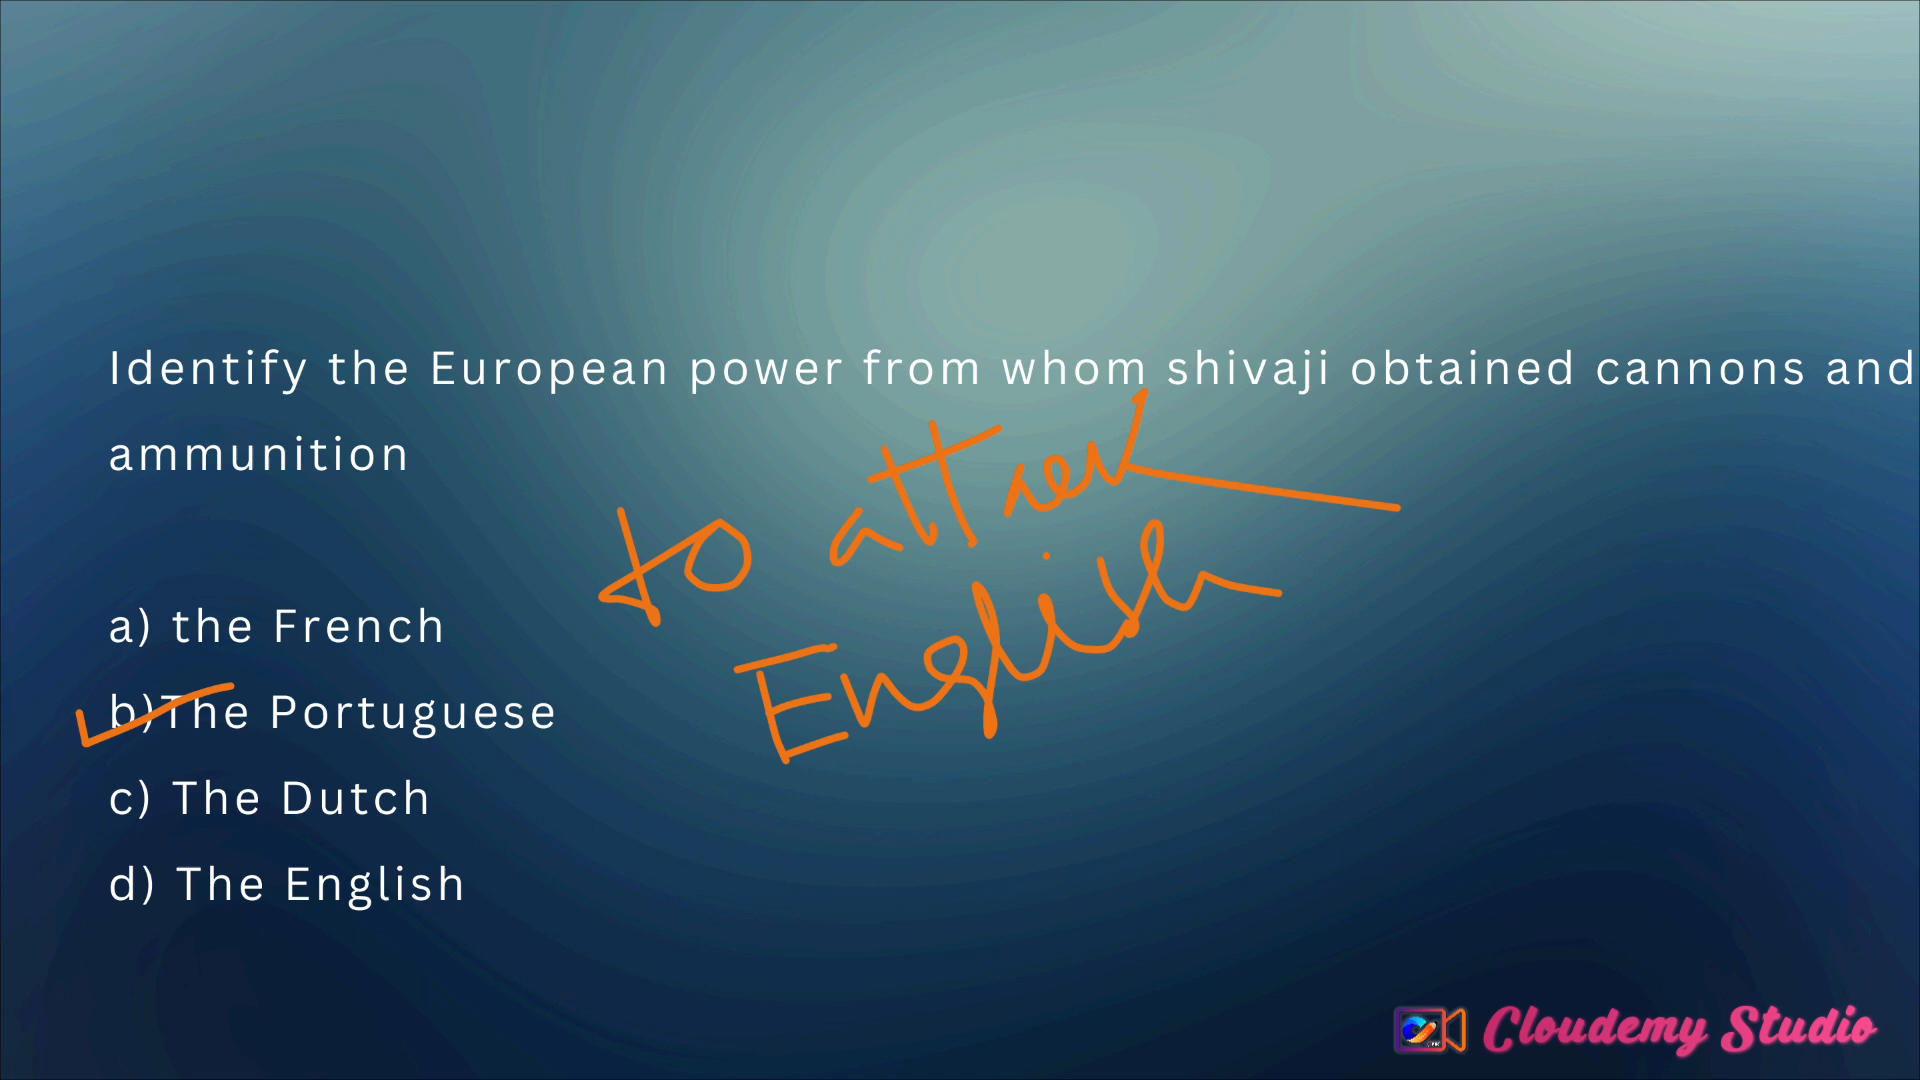 Identify the European power from whom shivaji obtained cannons and
ammunition
to
English
a) the French
b)The Portuguese
c) The Dutch
d) The English
Cloudemy Studio